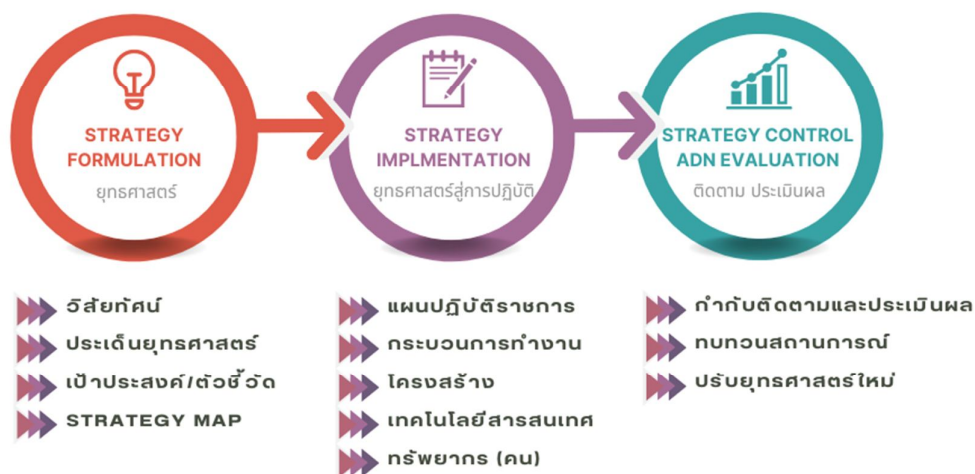 STRATEGY
FORMULATION
ยุทธศาสตร์
STRATEGY
IMPLMENTATION
ยุทธศาสตร์สู่การปฏิบัติ
STRATEGY CONTROL
ADN EVALUATION
ติดตาม ประเมินผล
วิสัยทัศน์
ประเด็นยุทธศาสตร์
เป้าประสงค์/ตัวชี้วัด
STRATEGY MAP
แผนปฏิบัติราชการ
กระบวนการทำงาน
โครงสร้าง
เทคโนโลยีสารสนเทศ
ทรัพยากร (คน)
กำกับติดตามและประเมินผล
ทบทวนสถานการณ์
ปรับยุทธศาสตร์ใหม่